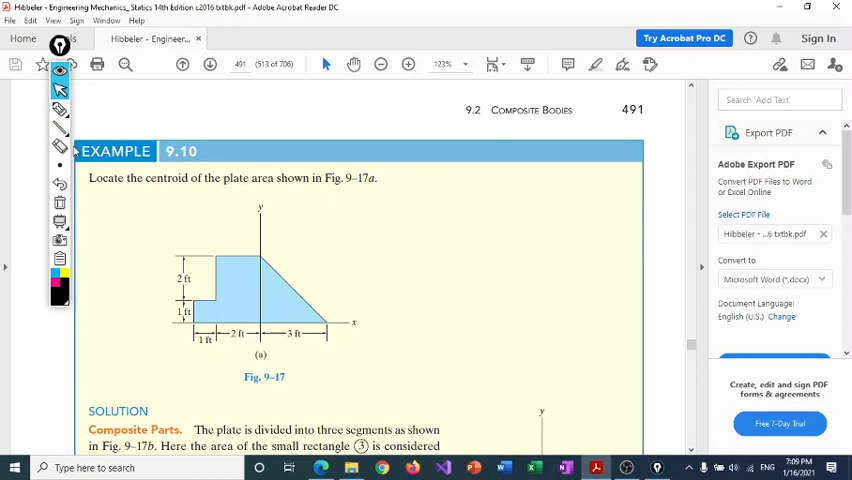 Hibbeler - Engineering Mechanics_ Statics 14th Edition c2016 txtbk.pdf - Adobe Acrobat Reader DC
File Edit View Sign Window Help
Home
Hibbeler - Engineer... ×
Try Acrobat Pro DC
Sign In
491 (513 of 706)
123%
9.2 COMPOSITE BODIES 491
EXAMPLE 9.10
Locate the centroid of the plate area shown in Fig. 9–17a.
y
2 ft
1 ft
x
1 ft 2 ft 3 ft
(a)
Fig. 9–17
SOLUTION
y
Composite Parts. The plate is divided into three segments as shown
in Fig. 9–17b. Here the area of the small rectangle 3 is considered
Search 'Add Text'
Export PDF
Adobe Export PDF
Convert PDF Files to Word
or Excel Online
Select PDF File
Hibbeler - ...6 txtbk.pdf
Convert to
Microsoft Word (*.docx)
Document Language:
English (U.S.) Change
Create, edit and sign PDF
forms & agreements
Free 7-Day Trial
Type here to search
ENG
7:09 PM
1/16/2021